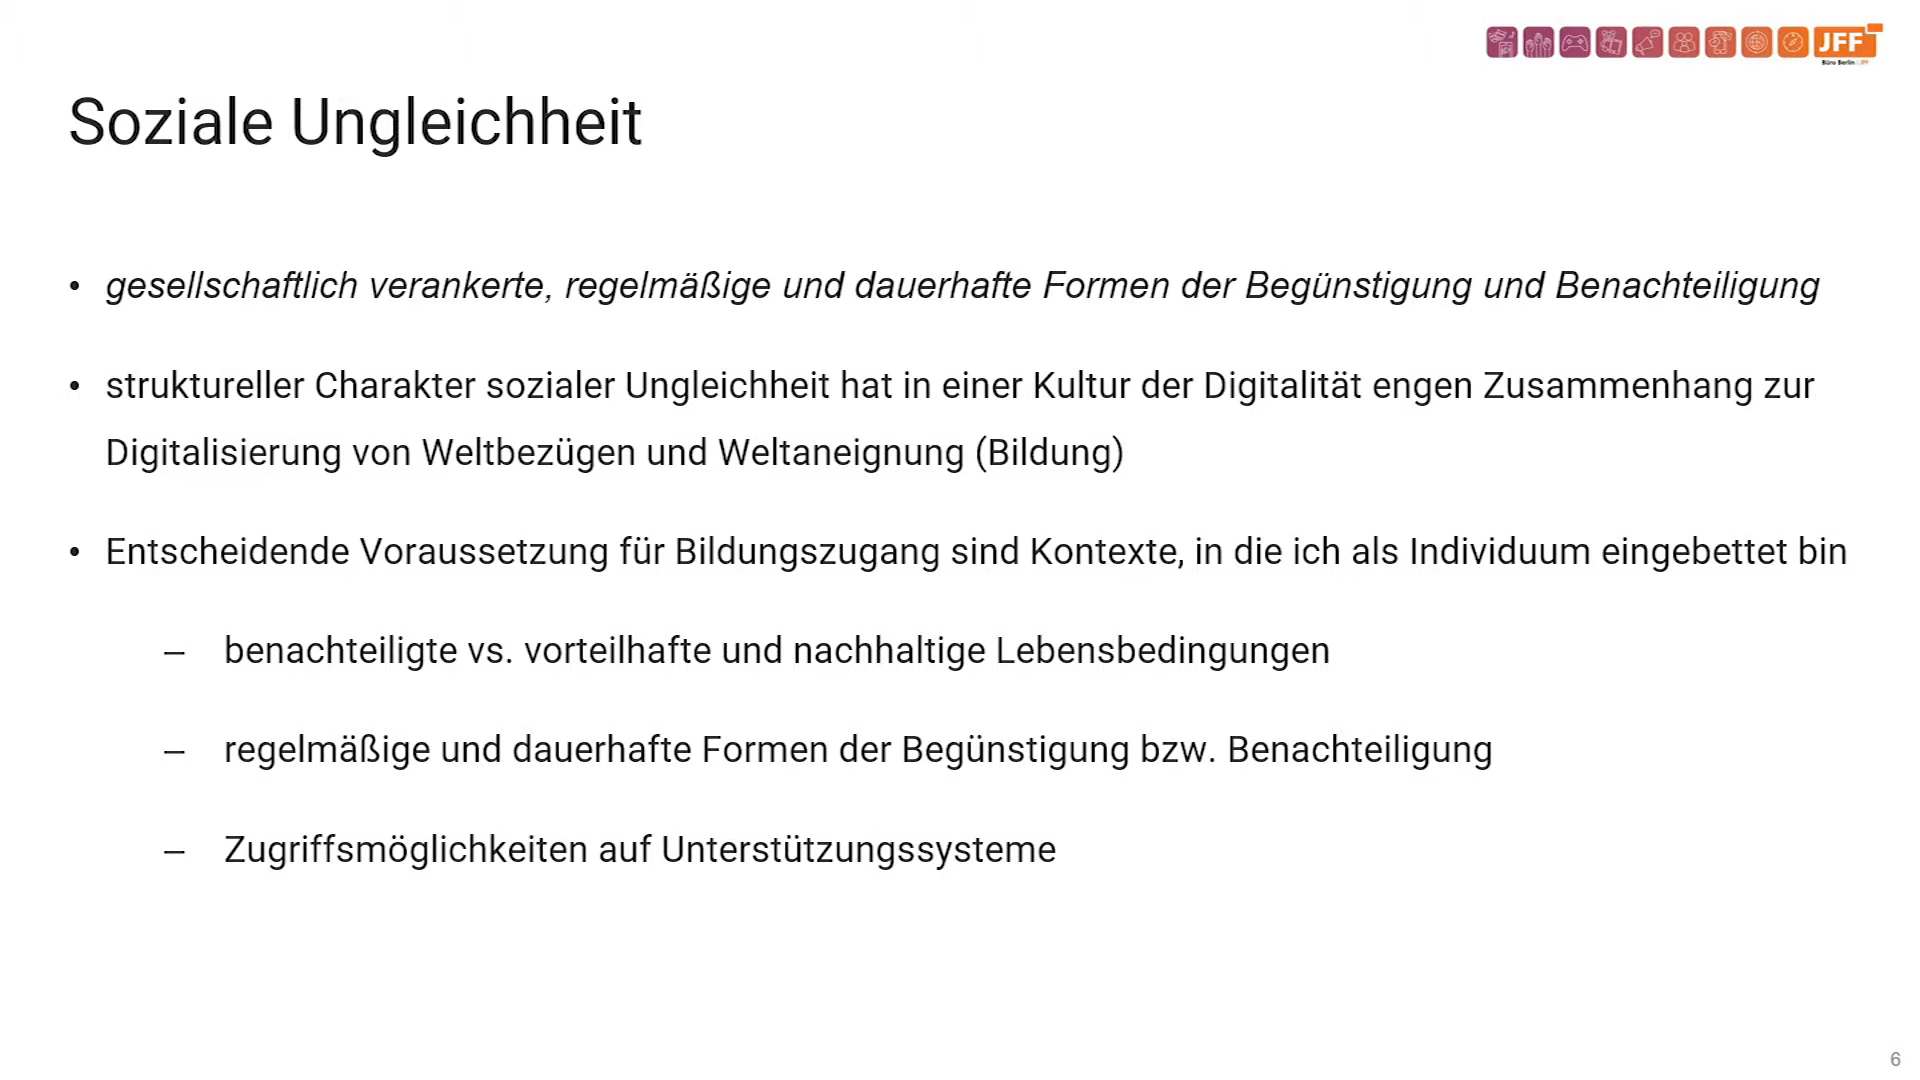 JFF
Büro Berlin | JFF
Soziale Ungleichheit
• gesellschaftlich verankerte, regelmäßige und dauerhafte Formen der Begünstigung und Benachteiligung
• struktureller Charakter sozialer Ungleichheit hat in einer Kultur der Digitalität engen Zusammenhang zur
Digitalisierung von Weltbezügen und Weltaneignung (Bildung)
• Entscheidende Voraussetzung für Bildungszugang sind Kontexte, in die ich als Individuum eingebettet bin
– benachteiligte vs. vorteilhafte und nachhaltige Lebensbedingungen
– regelmäßige und dauerhafte Formen der Begünstigung bzw. Benachteiligung
– Zugriffsmöglichkeiten auf Unterstützungssysteme
6